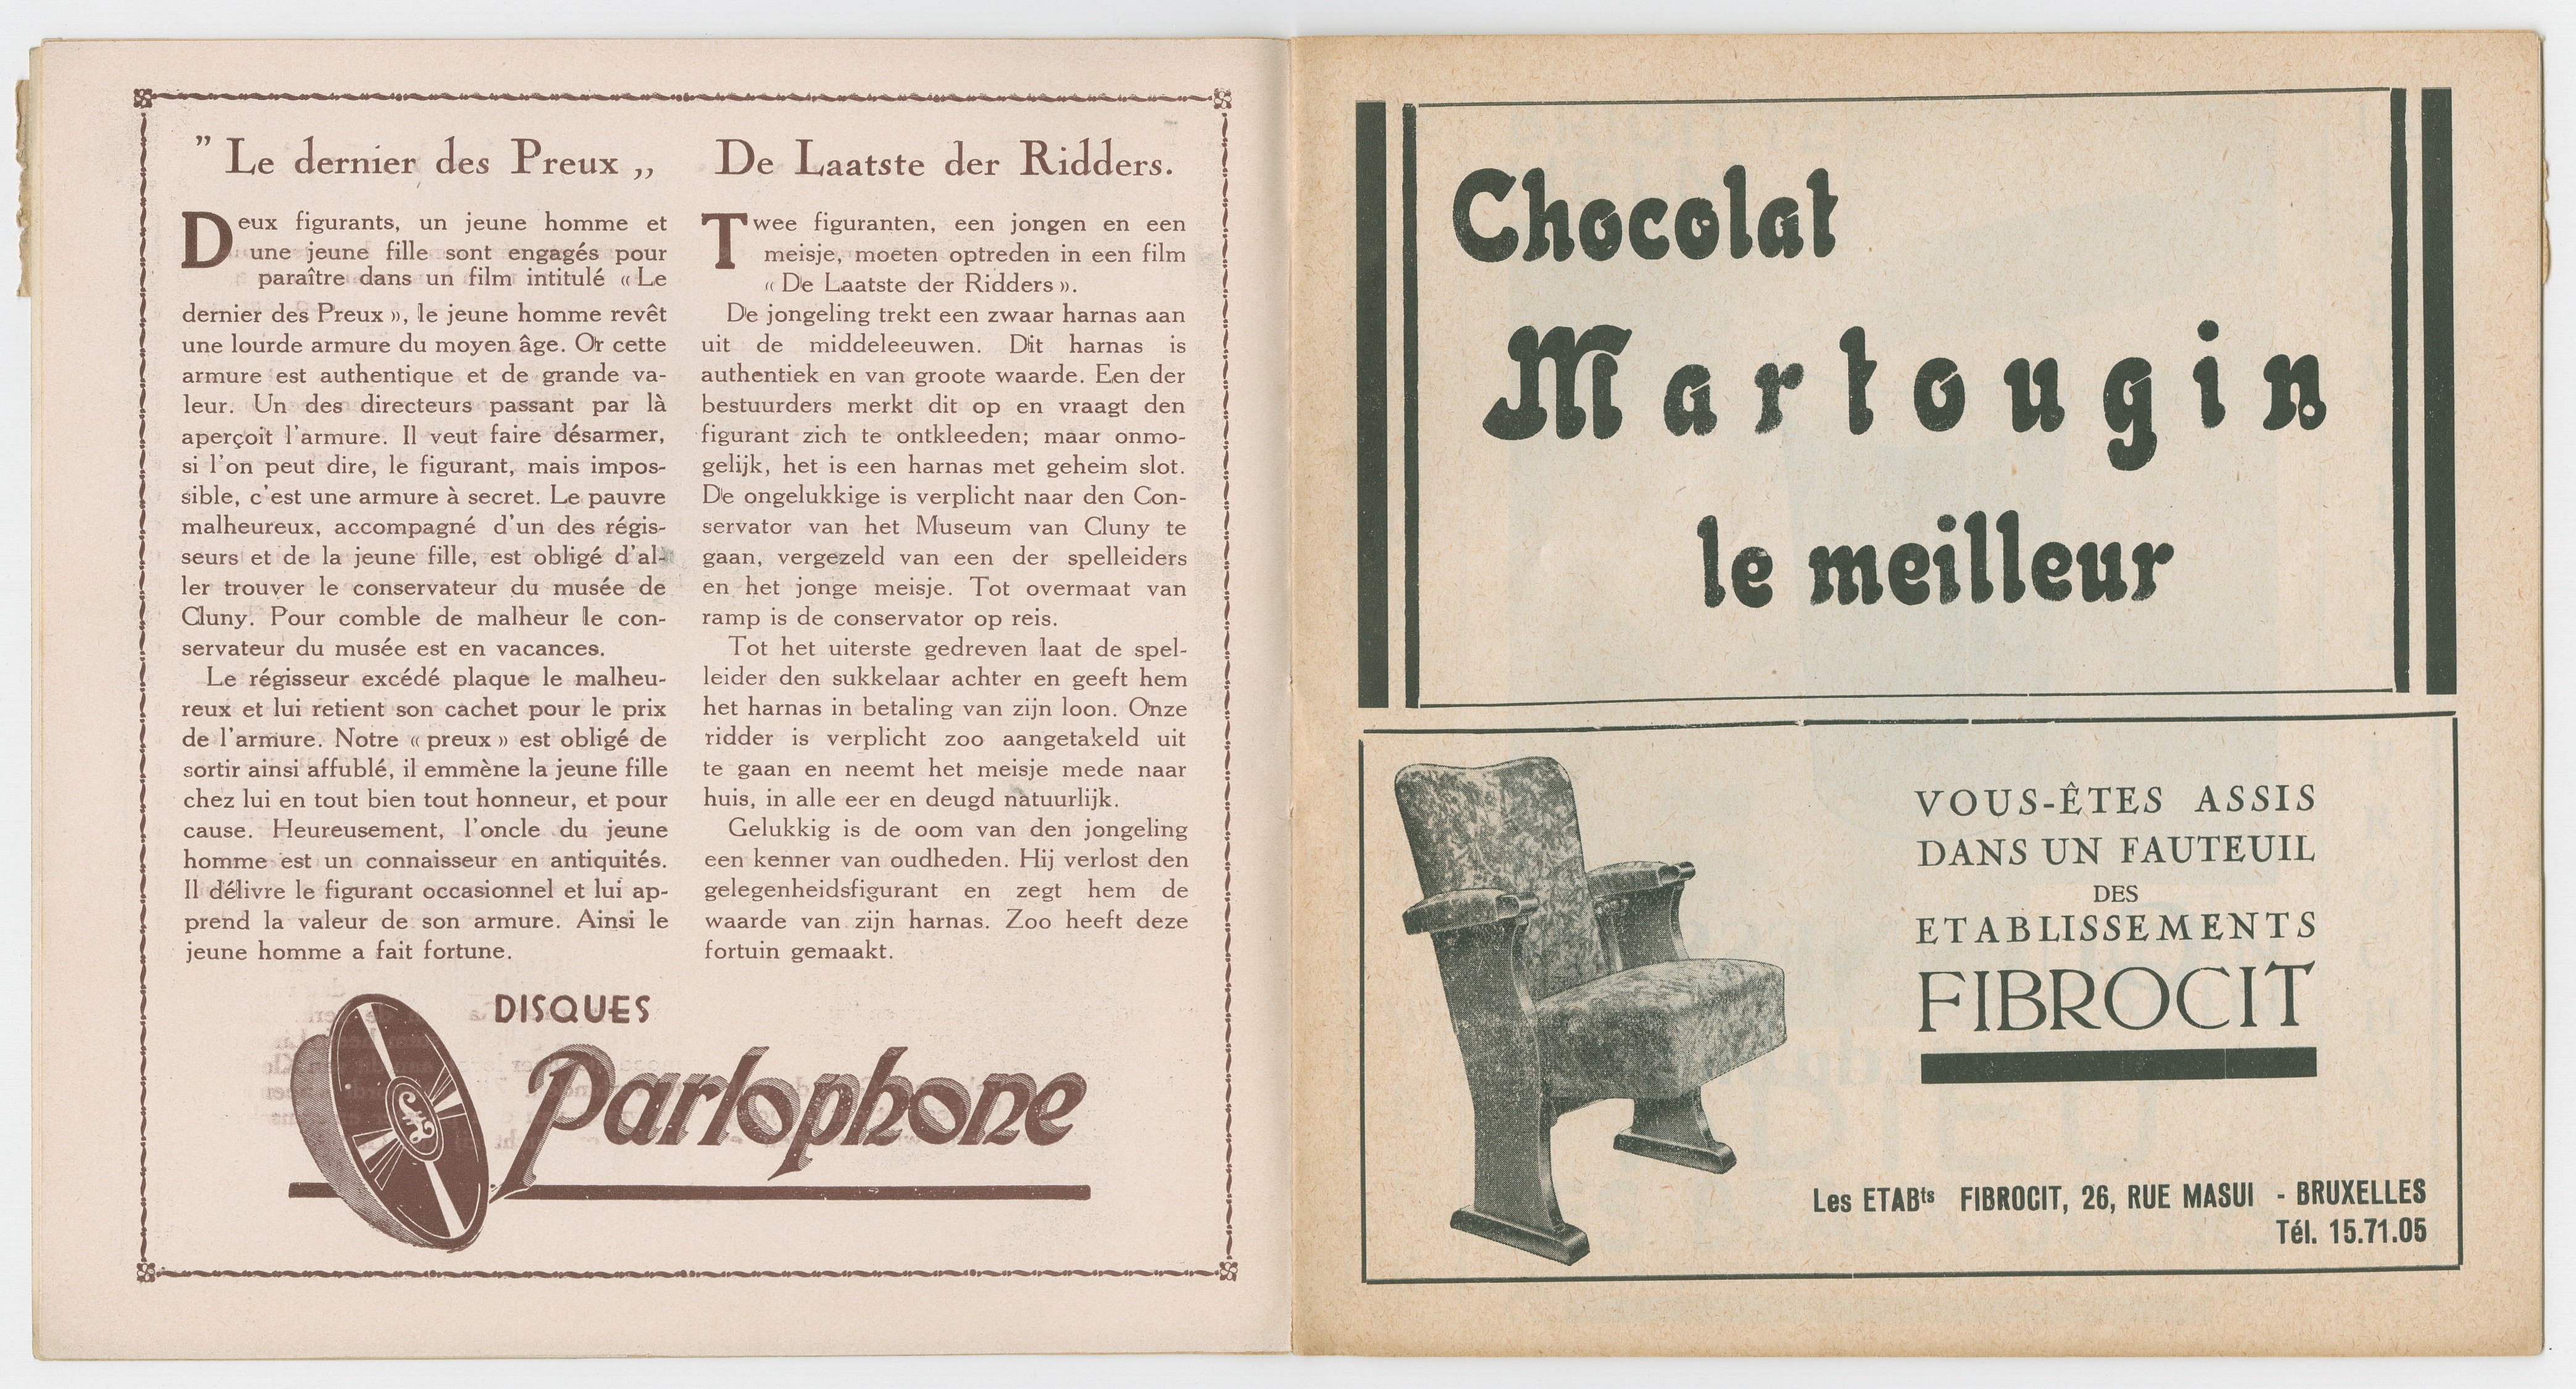 ” Le dernier des Preux „
Deux figurants, un jeune homme et
une jeune fille sont engagés pour
paraître dans un film intitulé « Le
dernier des Preux », le jeune homme revêt
une lourde armure du moyen âge. Or cette
armure est authentique et de grande va-
leur. Un des directeurs passant par là
aperçoit l'armure. Il veut faire désarmer,
si l'on peut dire, le figurant, mais impos-
sible, c'est une armure à secret. Le pauvre
malheureux, accompagné d'un des régis-
seurs et de la jeune fille, est obligé d'al-
ler trouver le conservateur du musée de
Cluny. Pour comble de malheur le con-
servateur du musée est en vacances.
Le régisseur excédé plaque le malheu-
reux et lui retient son cachet pour le prix
de l'armure. Notre « preux » est obligé de
sortir ainsi affublé, il emmène la jeune fille
chez lui en tout bien tout honneur, et pour
cause. Heureusement, l'oncle du jeune
homme est un connaisseur en antiquités.
Il délivre le figurant occasionnel et lui ap-
prend la valeur de son armure. Ainsi le
jeune homme a fait fortune.
De Laatste der Ridders.
Twee figuranten, een jongen en een
meisje, moeten optreden in een film
« De Laatste der Ridders ».
De jongeling trekt een zwaar harnas aan
uit de middeleeuwen. Dit harnas is
authentiek en van groote waarde. Een der
bestuurders merkt dit op en vraagt den
figurant zich te ontkleeden; maar onmo-
gelijk, het is een harnas met geheim slot.
De ongelukkige is verplicht naar den Con-
servator van het Museum van Cluny te
gaan, vergezeld van een der spelleiders
en het jonge meisje. Tot overmaat van
ramp is de conservator op reis.
Tot het uiterste gedreven laat de spel-
leider den sukkelaar achter en geeft hem
het harnas in betaling van zijn loon. Onze
ridder is verplicht zoo aangetakeld uit
te gaan en neemt het meisje mede naar
huis, in alle eer en deugd natuurlijk.
Gelukkig is de oom van den jongeling
een kenner van oudheden. Hij verlost den
gelegenheidsfigurant en zegt hem de
waarde van zijn harnas. Zoo heeft deze
fortuin gemaakt.
DISQUES
Parlophone
Chocolat
Martougin
le meilleur
VOUS-ÊTES ASSIS
DANS UN FAUTEUIL
DES
ETABLISSEMENTS
FIBROCIT
Les ETABts FIBROCIT, 26, RUE MASUI - BRUXELLES
Tél. 15.71.05